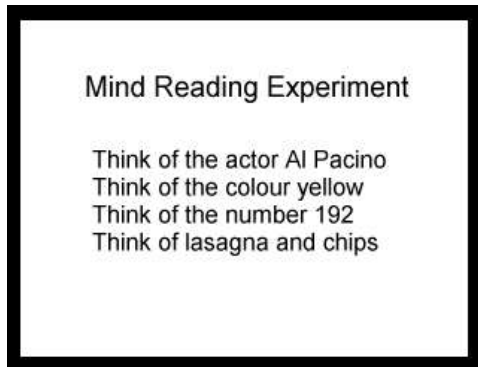 Mind Reading Experiment
Think of the actor Al Pacino
Think of the colour yellow
Think of the number 192
Think of lasagna and chips